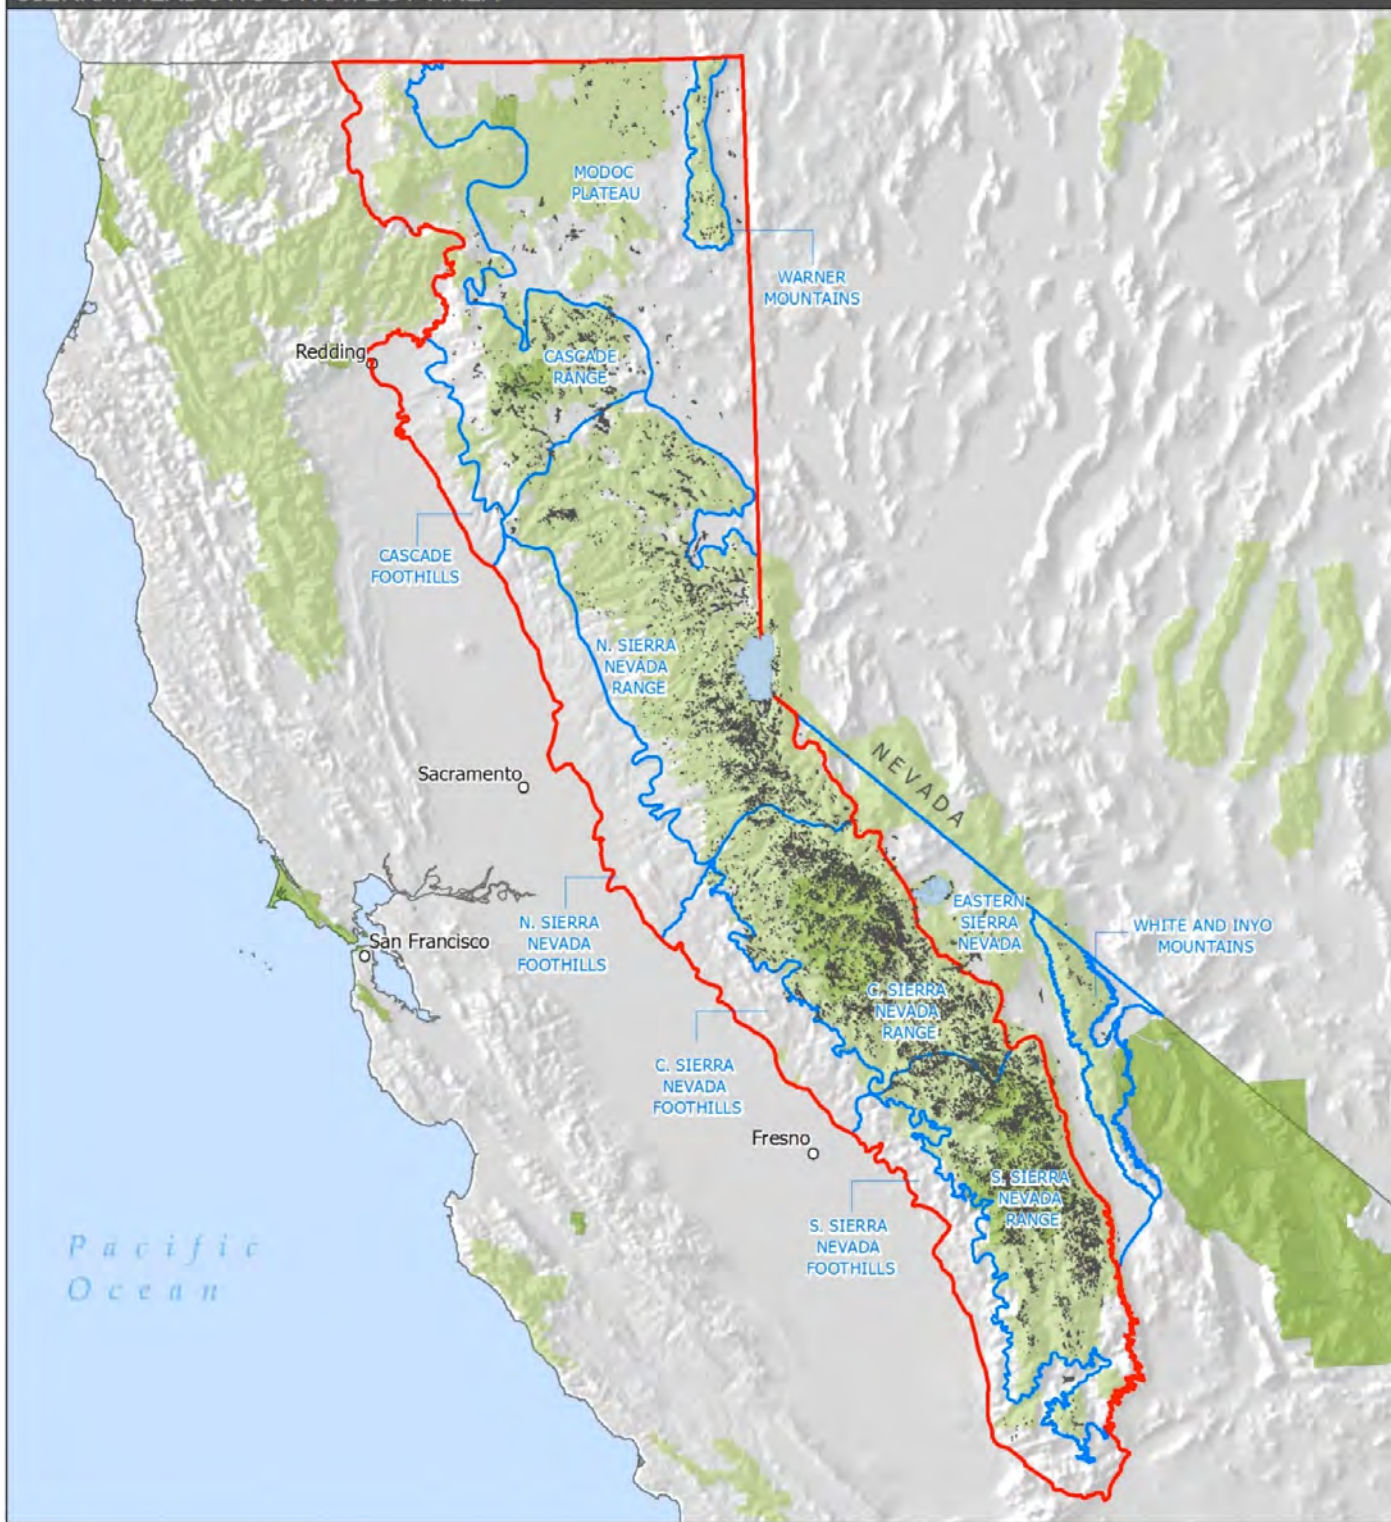 MODOC
PLATEAU
WARNER
MOUNTAINS
Redding
CASCADE
RANGE
CASCADE
FOOTHILLS
N. SIERRA
NEVADA
RANGE
NEVADA
Sacramento
EASTERN
SIERRA
NEVADA
WHITE AND INYO
MOUNTAINS
N. SIERRA
NEVADA
FOOTHILLS
San Francisco
C. SIERRA
NEVADA
RANGE
C. SIERRA
NEVADA
FOOTHILLS
Fresno
S. SIERRA
NEVADA
RANGE
S. SIERRA
NEVADA
FOOTHILLS
Pacific
Ocean